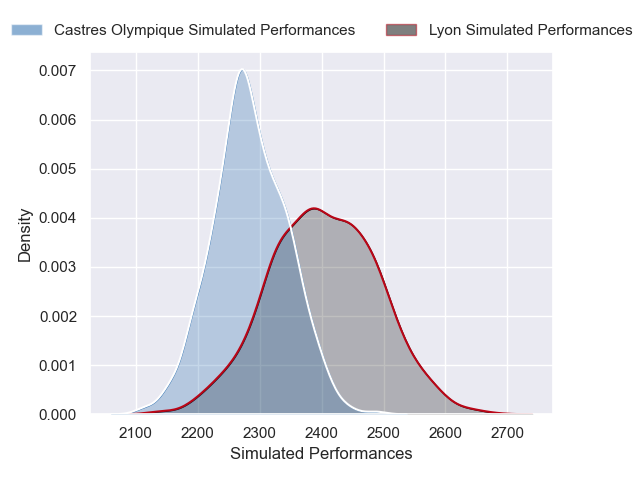 Castres Olympique Simulated Performances
Lyon Simulated Performances
0.007
0.006
0.005
0.004
0.003
0.002
0.001
0.000
Density
2100 2200 2300 2400 2500 2600 2700
Simulated Performances